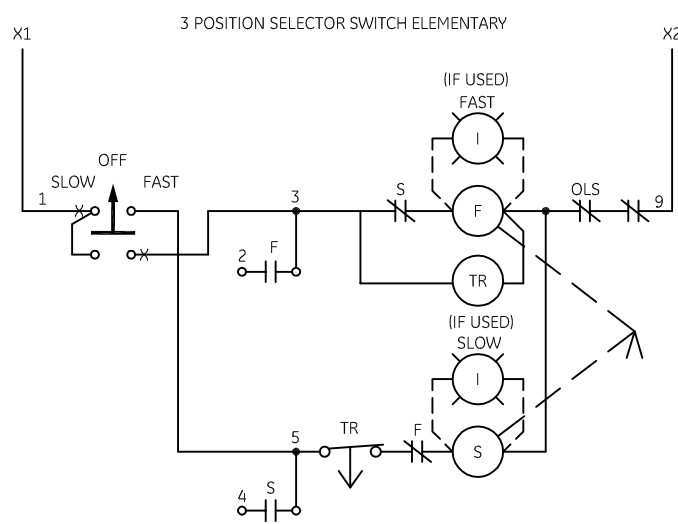 3 POSITION SELECTOR SWITCH ELEMENTARY
X1
X2
(IF USED)
FAST
I
OFF
SLOW
FAST
1
X
3
S
F
OLS
9
2
F
X
TR
(IF USED)
SLOW
I
5
TR
F
S
4
S